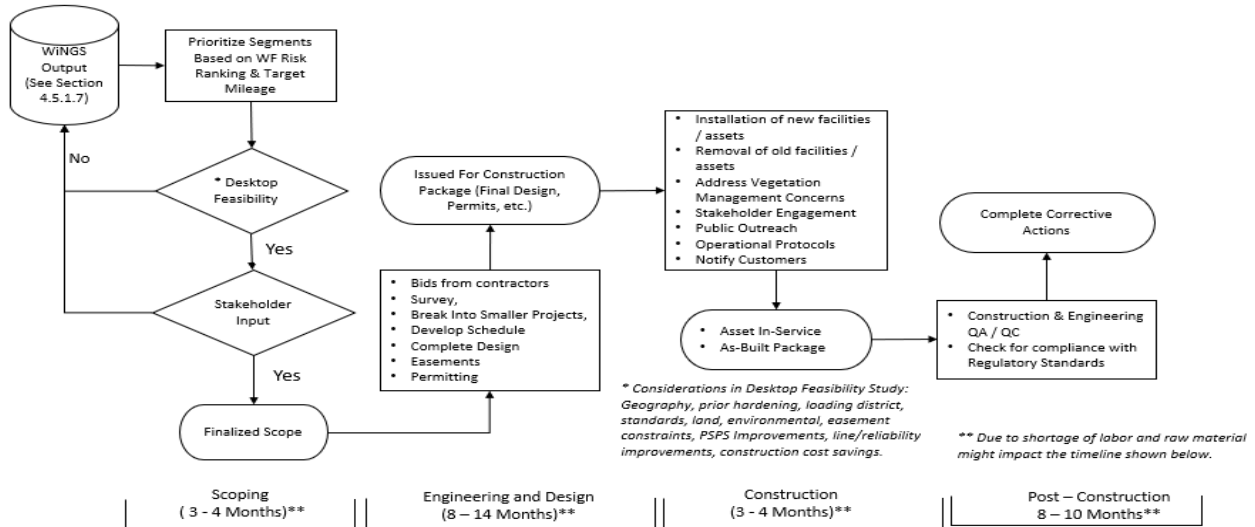 WiNGS
Output
(See Section
4.5.1.7)
Prioritize Segments
Based on WF Risk
Ranking & Target
Mileage
No
* Desktop
Feasibility
Yes
Stakeholder
Input
Yes
Finalized Scope
Issued For Construction
Package (Final Design,
Permits, etc.)
• Bids from contractors
• Survey,
• Break Into Smaller Projects,
• Develop Schedule
• Complete Design
• Easements
• Permitting
• Installation of new facilities
/ assets
• Removal of old facilities /
assets
• Address Vegetation
Management Concerns
• Stakeholder Engagement
• Public Outreach
• Operational Protocols
• Notify Customers
• Asset In-Service
• As-Built Package
Complete Corrective
Actions
• Construction & Engineering
QA / QC
• Check for compliance with
Regulatory Standards
* Considerations in Desktop Feasibility Study:
Geography, prior hardening, loading district,
standards, land, environmental, easement
constraints, PSPS Improvements, line/reliability
improvements, construction cost savings.
** Due to shortage of labor and raw material
might impact the timeline shown below.
Scoping
( 3 - 4 Months)**
Engineering and Design
(8 – 14 Months)**
Construction
(3 - 4 Months)**
Post – Construction
8 – 10 Months**